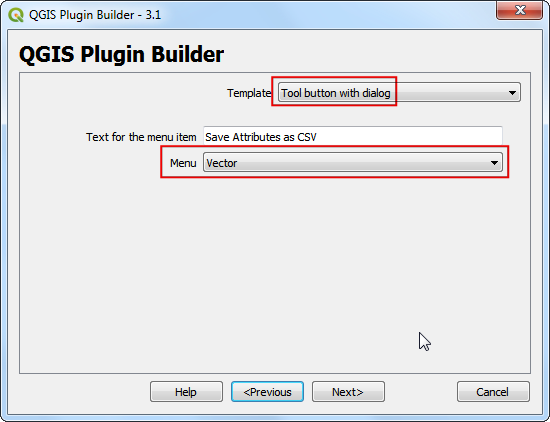 QGIS Plugin Builder - 3.1
QGIS Plugin Builder
Template Tool button with dialog
Text for the menu item Save Attributes as CSV
Menu Vector
Help <Previous Next> Cancel